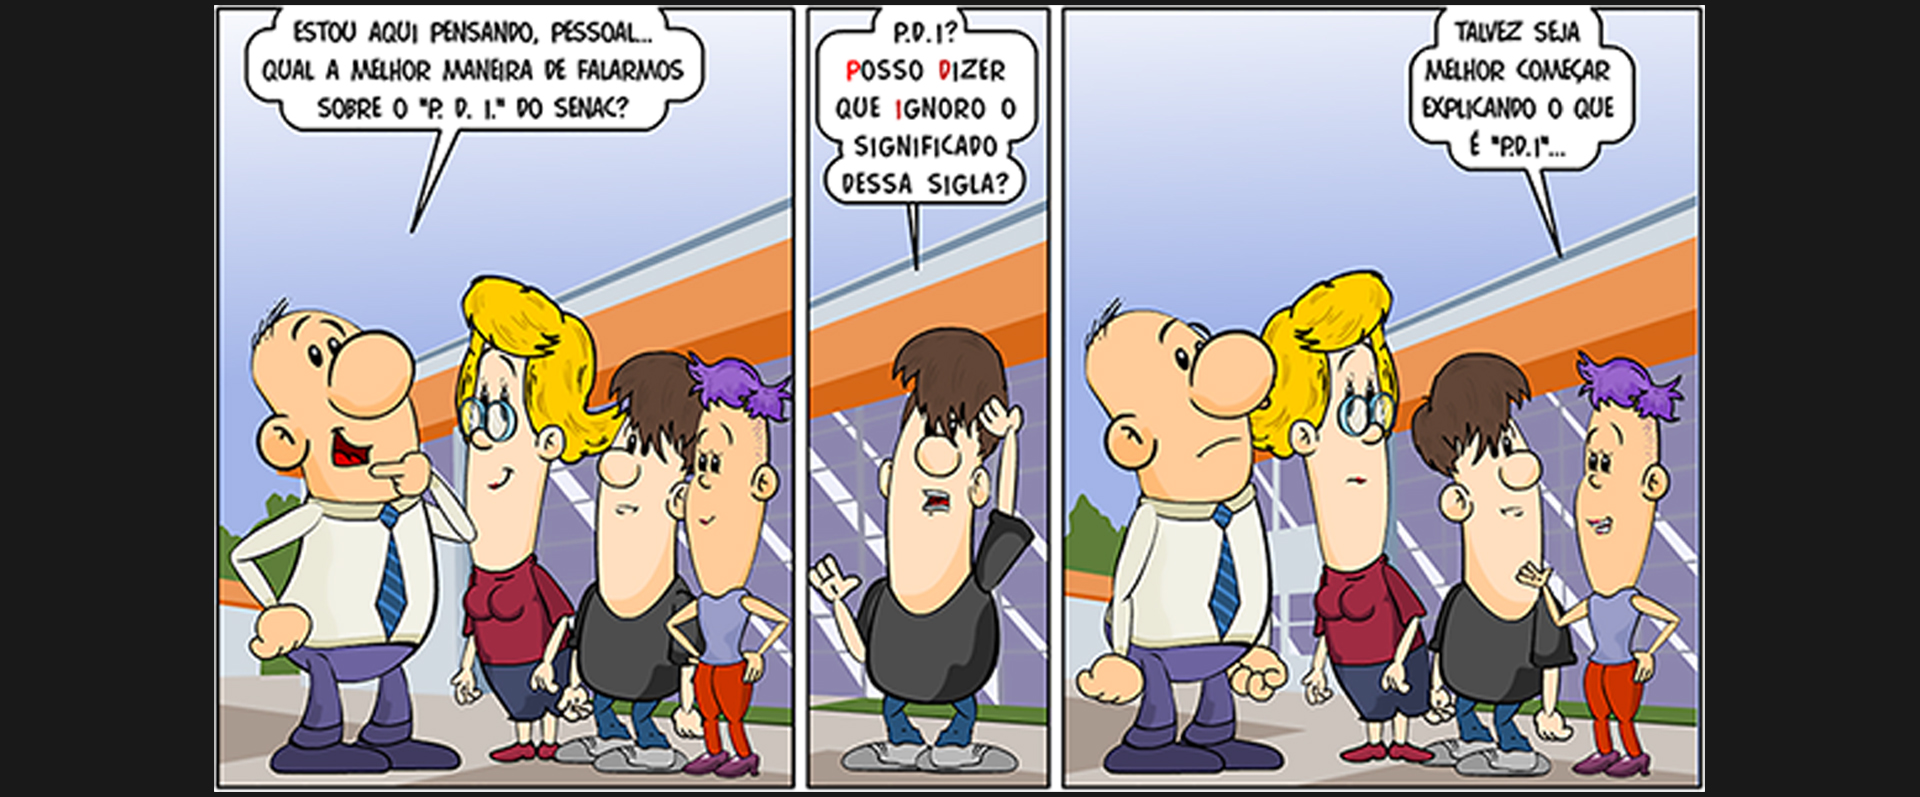 ESTOU AQUI PENSANDO, PESSOAL...
QUAL A MELHOR MANEIRA DE FALARMOS
SOBRE O "P. D. I." DO SENAC?
P.D.I?
POSSO DIZER
QUE IGNORO O
SIGNIFICADO
DESSA SIGLA?
TALVEZ SEJA
MELHOR COMEÇAR
EXPLICANDO O QUE
É "P.D.I"...